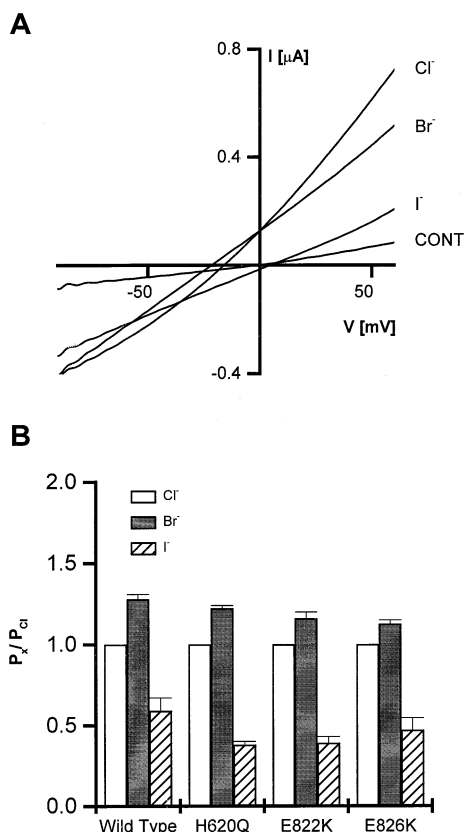 A
0.8
I [μA]
Cl⁻
Br⁻
0.4
I⁻
CONT
-50
50
V [mV]
-0.4
B
2.0
Cl⁻
Br⁻
I⁻
1.5
1.0
0.5
0.0
Pₓ/ P_Cl
Wild Type H620Q E822K E826K